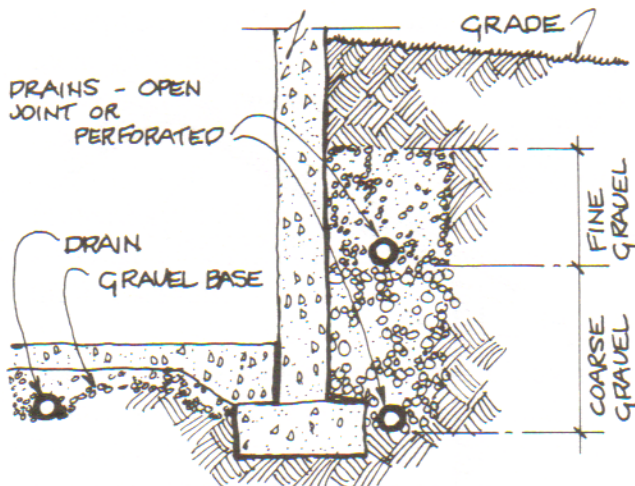 GRADE
DRAINS - OPEN
JOINT OR
PERFORATED
DRAIN
GRAVEL BASE
FINE
GRAVEL
COARSE
GRAVEL